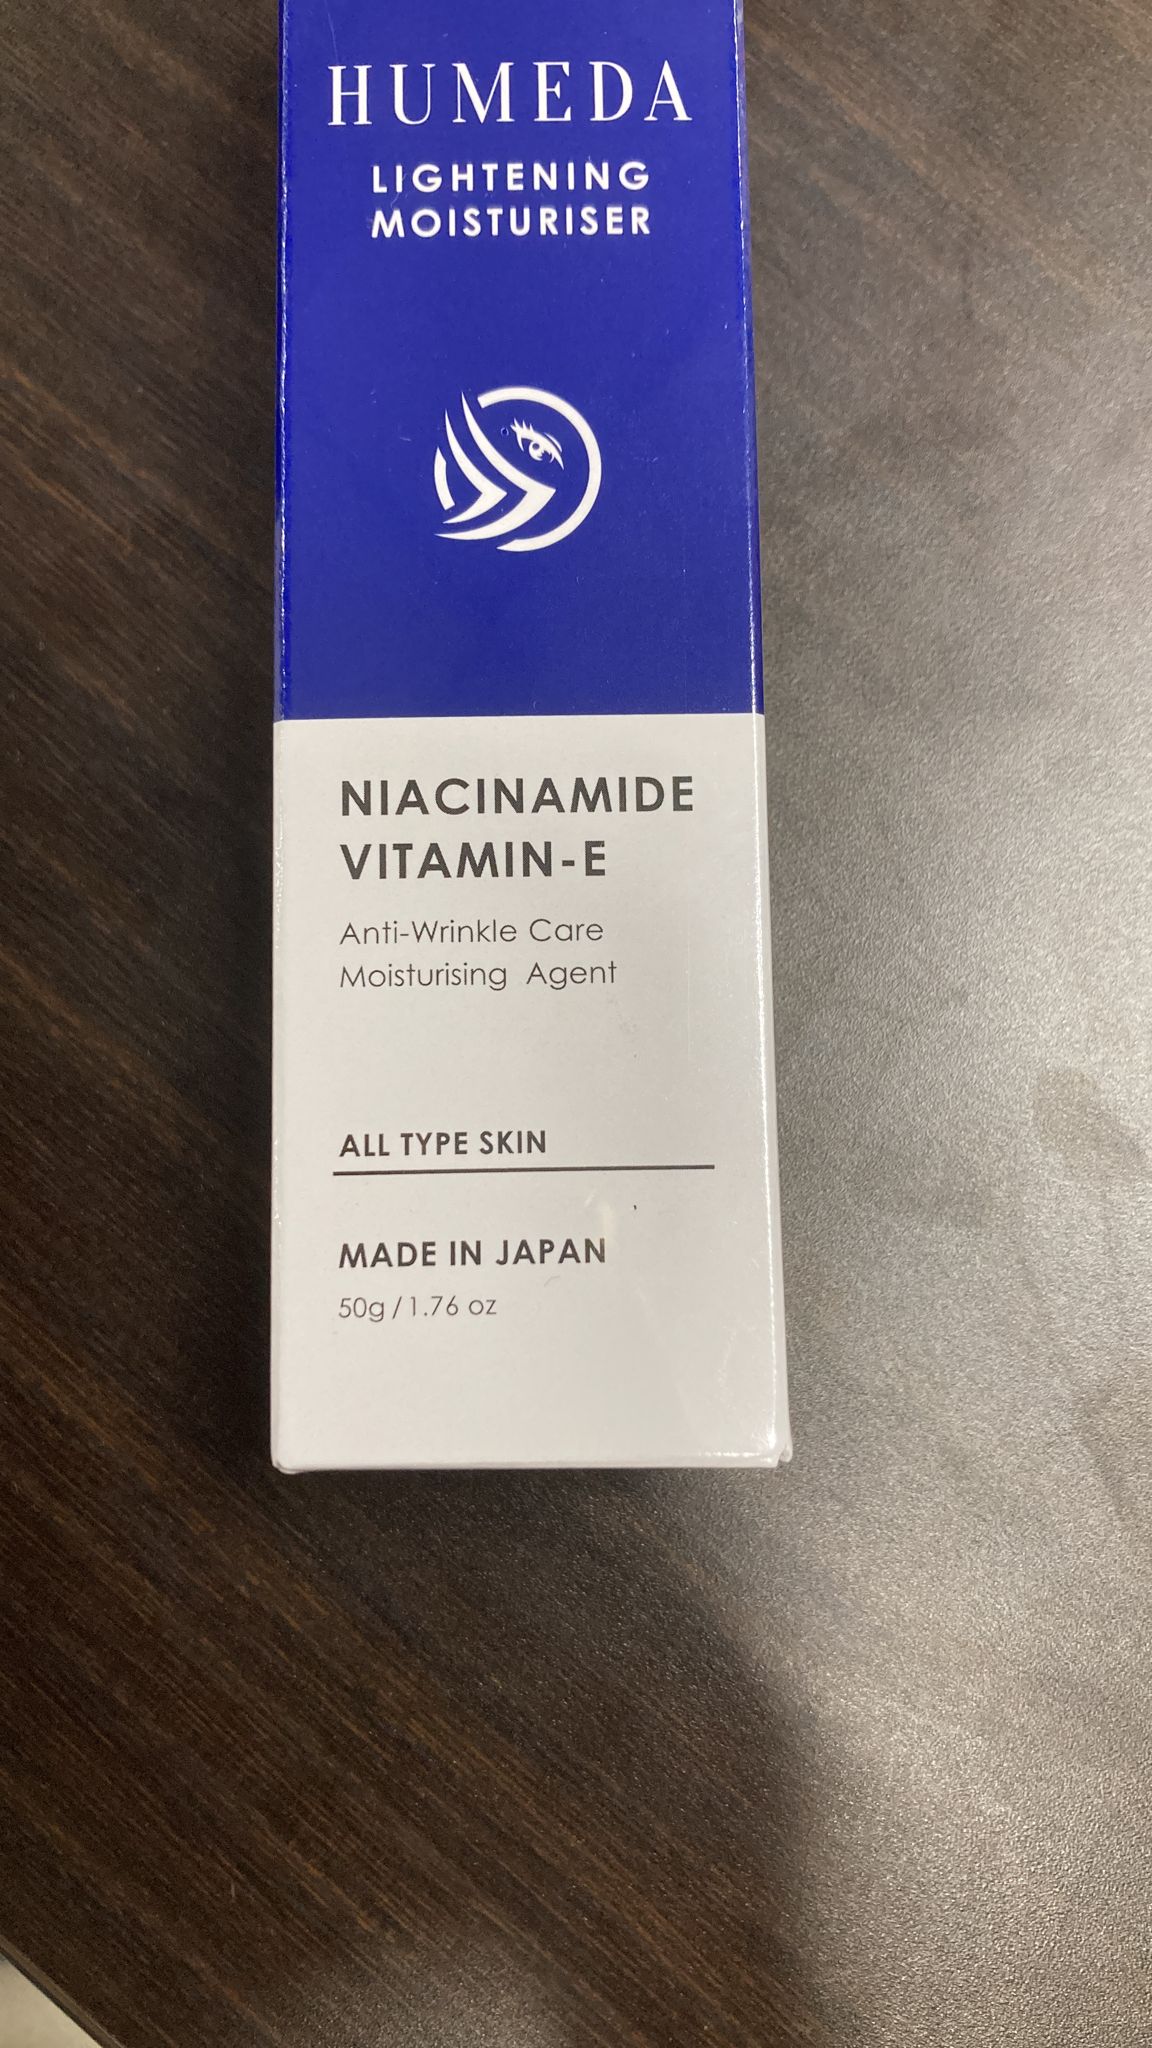 HUMEDA
LIGHTENING
MOISTURISER
NIACINAMIDE
VITAMIN-E
Anti-Wrinkle Care
Moisturising Agent
ALL TYPE SKIN
MADE IN JAPAN
50g / 1.76 oz